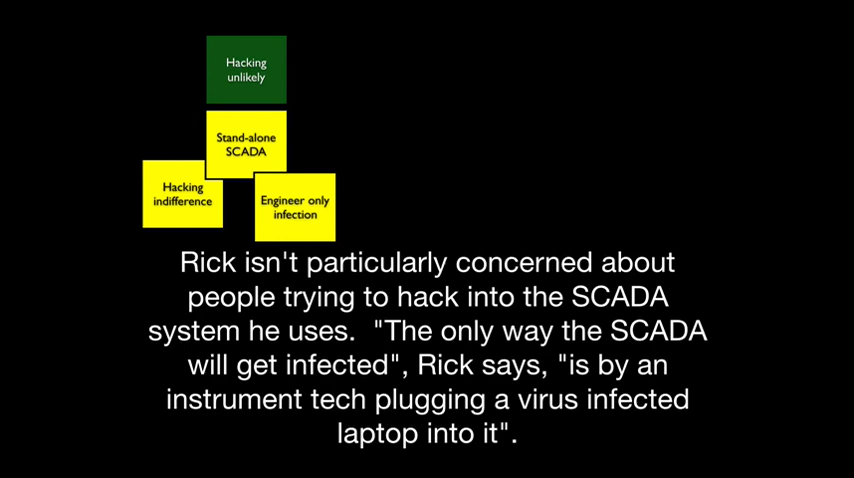 Hacking
unlikely
Stand-alone
SCADA
Hacking
indifference
Engineer only
infection
Rick isn't particularly concerned about
people trying to hack into the SCADA
system he uses.  "The only way the SCADA
will get infected", Rick says, "is by an
instrument tech plugging a virus infected
laptop into it".